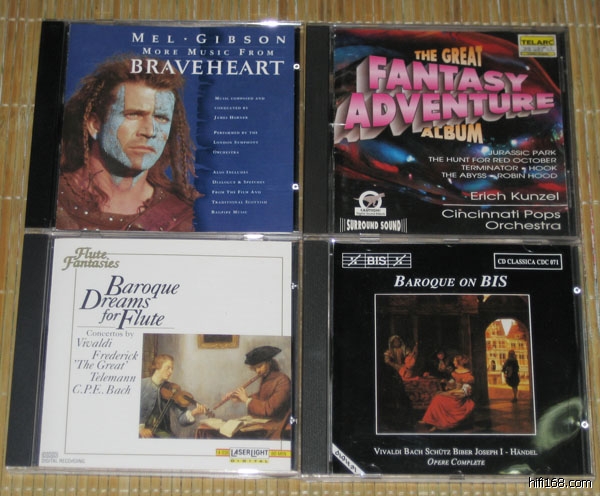 MEL · GIBSON
MORE MUSIC FROM
BRAVEHEART
MUSIC COMPOSED AND
CONDUCTED BY
JAMES HORNER
PERFORMED BY THE
LONDON SYMPHONY
ORCHESTRA
ALSO INCLUDES
DIALOGUE & SPEECHES
FROM THE FILM AND
TRADITIONAL SCOTTISH
BAGPIPE MUSIC
TELARC
THE GREAT
FANTASY
ADVENTURE
ALBUM
JURASSIC PARK
THE HUNT FOR RED OCTOBER
TERMINATOR · HOOK
THE ABYSS · ROBIN HOOD
Erich Kunzel
Cincinnati Pops
Orchestra
CAUTION!
SURROUND SOUND
Flute
Fantasies
Baroque
Dreams
for
Flute
Concertos by
Vivaldi
Frederick
"The Great"
Telemann
C.P.E. Bach
DIGITAL RECORDING
LASERLIGHT
DIGITAL
BIS
CD CLASSICA CDC 071
BAROQUE ON BIS
VIVALDI BACH SCHÜTZ BIBER JOSEPH I - HÄNDEL
OPERE COMPLETE
hifi168.com